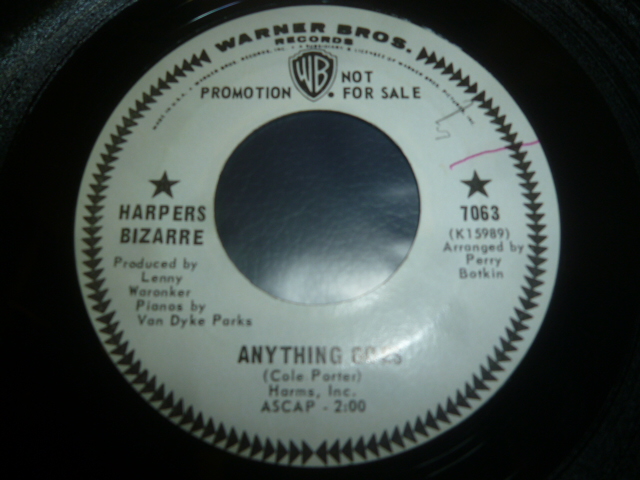 WARNER BROS.
RECORDS
WB
PROMOTION NOT
FOR SALE
HARPERS
BIZARRE
Produced by
Lenny
Waronker
Pianos by
Van Dyke Parks
7063
(K15989)
Arranged by
Perry
Botkin
ANYTHING GOES
(Cole Porter)
Harms, Inc.
ASCAP - 2:00